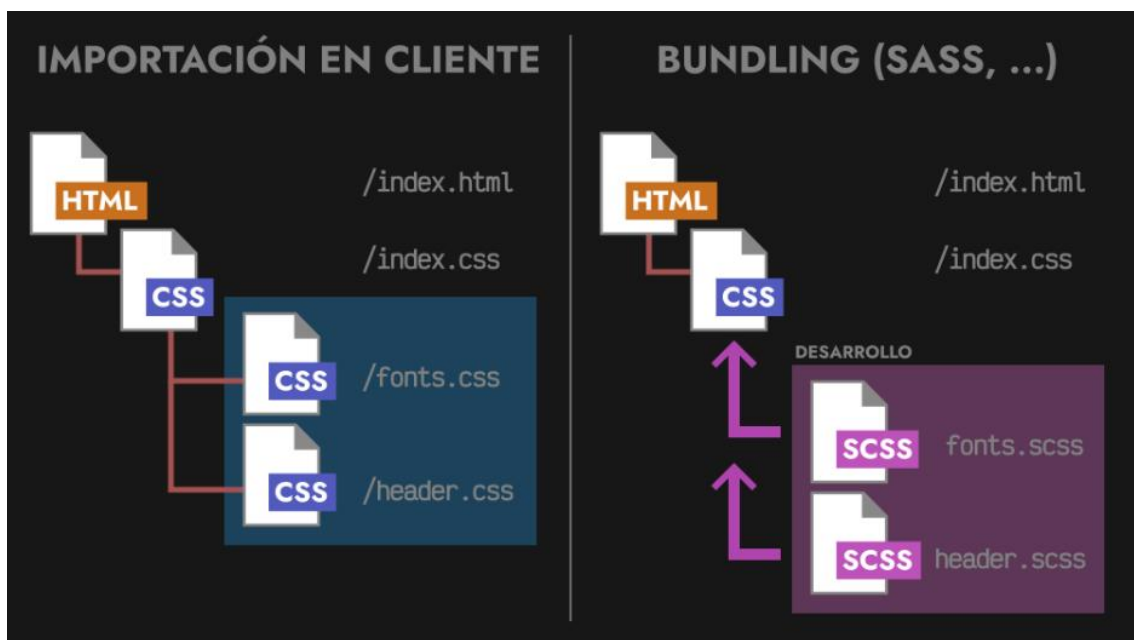 IMPORTACIÓN EN CLIENTE
HTML
/index.html
CSS
/index.css
CSS
/fonts.css
CSS
/header.css
BUNDLING (SASS, ...)
HTML
/index.html
CSS
/index.css
DESARROLLO
SCSS
fonts.scss
SCSS
header.scss